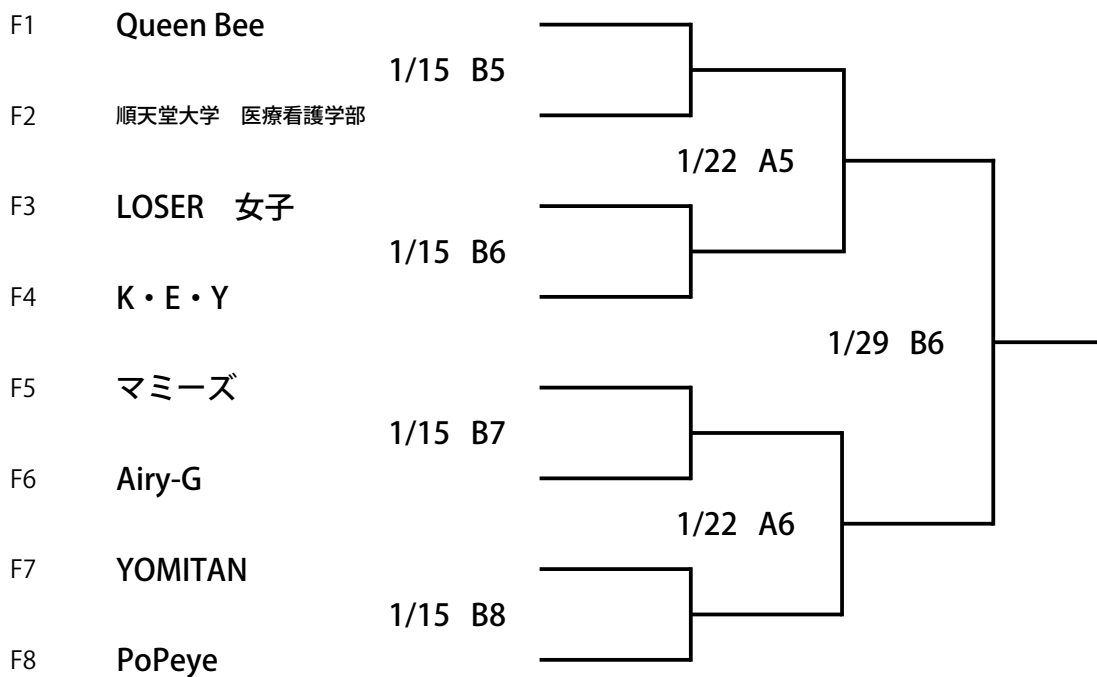 F1 Queen Bee
1/15 B5
F2 順天堂大学　医療看護学部
1/22 A5
F3 LOSER　女子
1/15 B6
F4 K・E・Y
1/29 B6
F5 マミーズ
1/15 B7
F6 Airy-G
1/22 A6
F7 YOMITAN
1/15 B8
F8 PoPeye